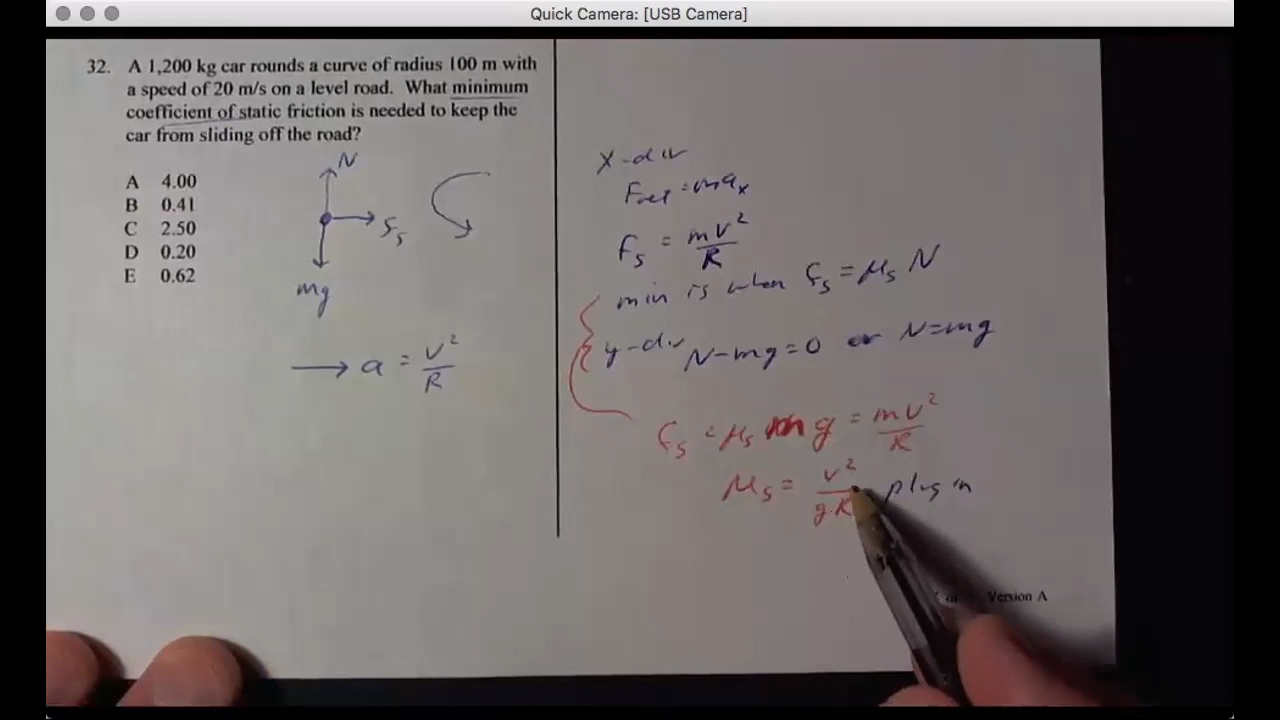 Quick Camera: [USB Camera]
32. A 1,200 kg car rounds a curve of radius 100 m with
a speed of 20 m/s on a level road. What minimum
coefficient of static friction is needed to keep the
car from sliding off the road?
A 4.00
B 0.41
C 2.50
D 0.20
E 0.62
N
fs
mg
→ a = v²/R
x-dir
Fnet = max
fs = mv²/R
min is when fs = μs N
y-dir N-mg=0 or N=mg
fs = μs mg = mv²/R
μs = v²/g·R plug in
Version A